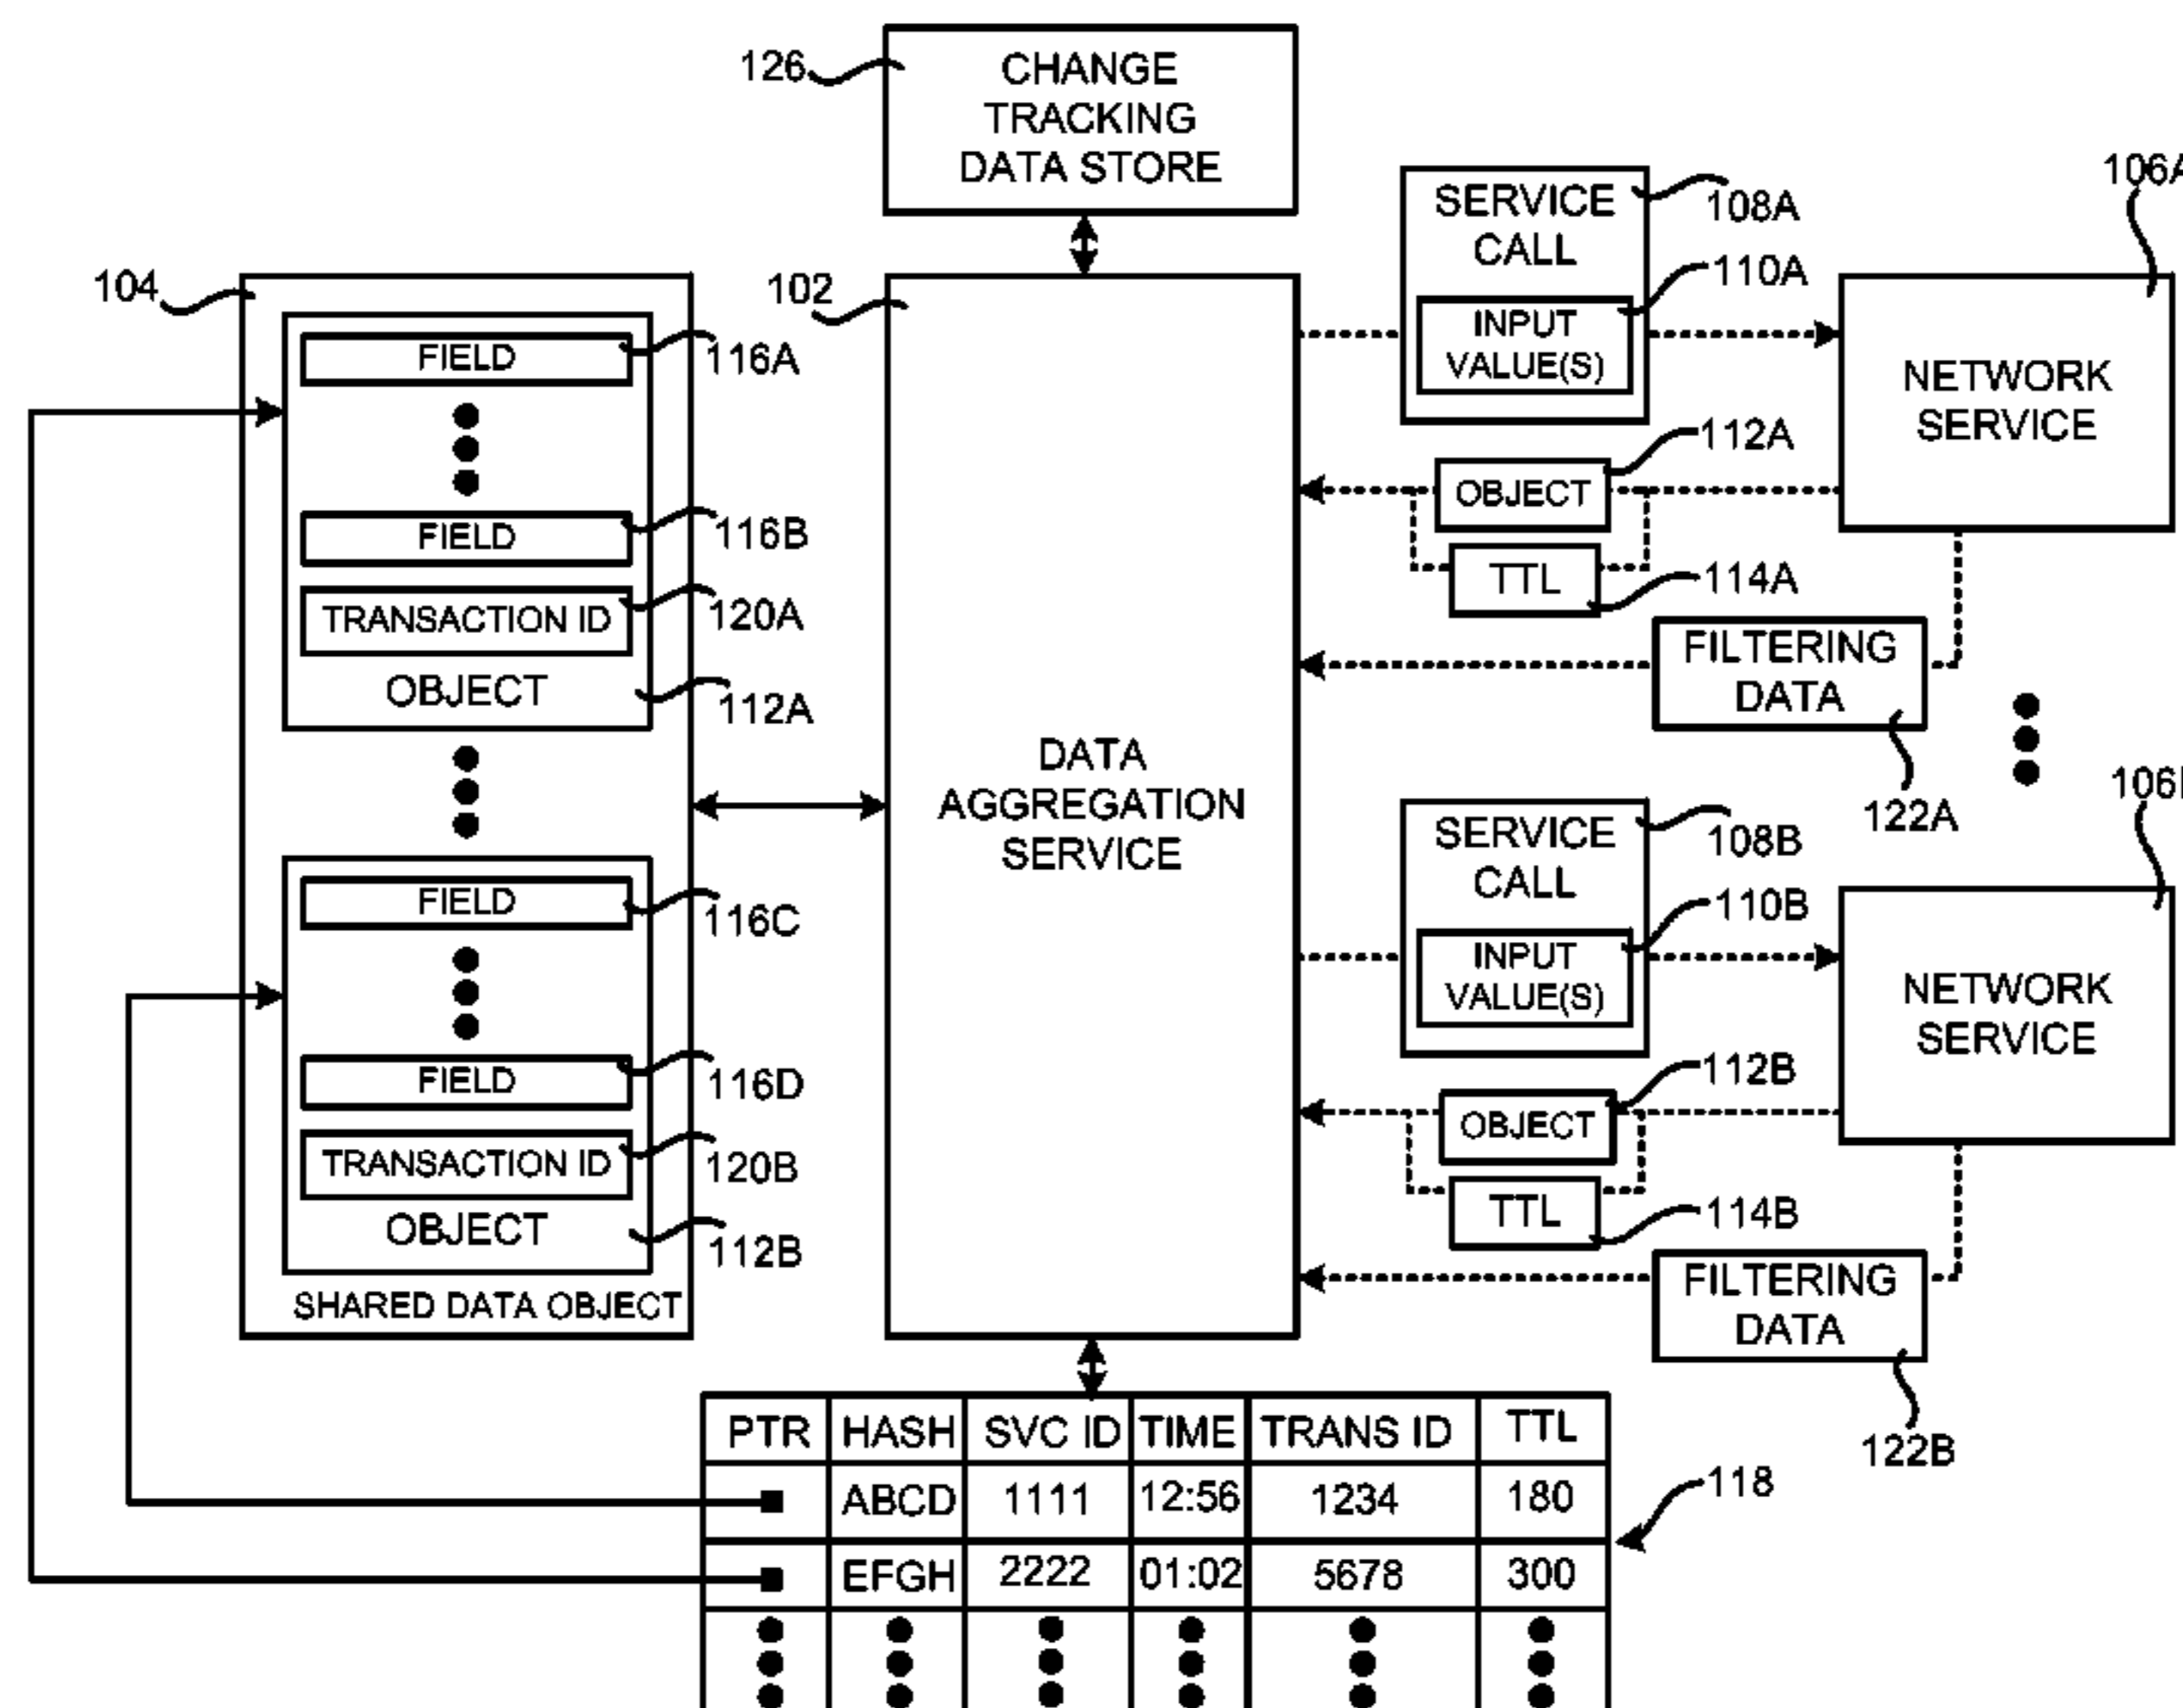 126
CHANGE
TRACKING
DATA STORE
106A
SERVICE
CALL
108A
110A
INPUT
VALUE(S)
NETWORK
SERVICE
112A
OBJECT
TTL
114A
FILTERING
DATA
122A
104
FIELD
116A
FIELD
116B
TRANSACTION ID
120A
OBJECT
112A
FIELD
116C
FIELD
116D
TRANSACTION ID
120B
OBJECT
112B
SHARED DATA OBJECT
102
DATA
AGGREGATION
SERVICE
106
SERVICE
CALL
108B
110B
INPUT
VALUE(S)
NETWORK
SERVICE
112B
OBJECT
TTL
114B
FILTERING
DATA
122B
PTR HASH SVC ID TIME TRANS ID TTL
ABCD 1111 12:56 1234 180
EFGH 2222 01:02 5678 300
118